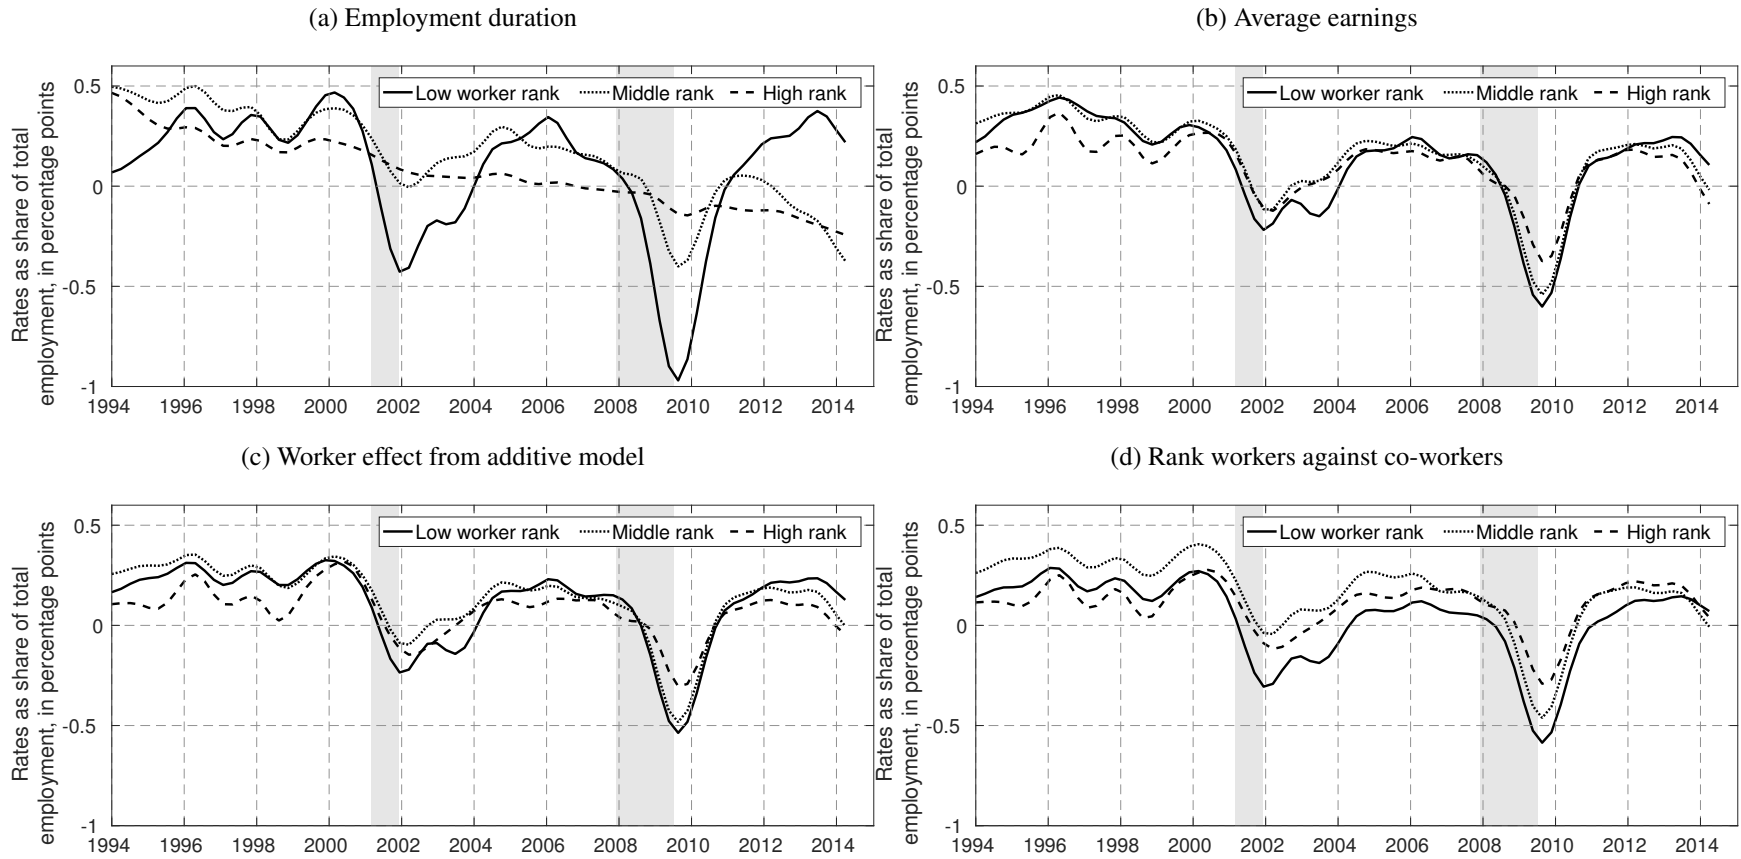 (a) Employment duration
Rates as share of total
employment, in percentage points
0.5
0
-0.5
-1
Low worker rank
Middle rank
High rank
1994 1996 1998 2000 2002 2004 2006 2008 2010 2012 2014
(b) Average earnings
Rates as share of total
employment, in percentage points
0.5
0
-0.5
-1
Low worker rank
Middle rank
High rank
1994 1996 1998 2000 2002 2004 2006 2008 2010 2012 2014
(c) Worker effect from additive model
Rates as share of total
employment, in percentage points
0.5
0
-0.5
-1
Low worker rank
Middle rank
High rank
1994 1996 1998 2000 2002 2004 2006 2008 2010 2012 2014
(d) Rank workers against co-workers
Rates as share of total
employment, in percentage points
0.5
0
-0.5
-1
Low worker rank
Middle rank
High rank
1994 1996 1998 2000 2002 2004 2006 2008 2010 2012 2014